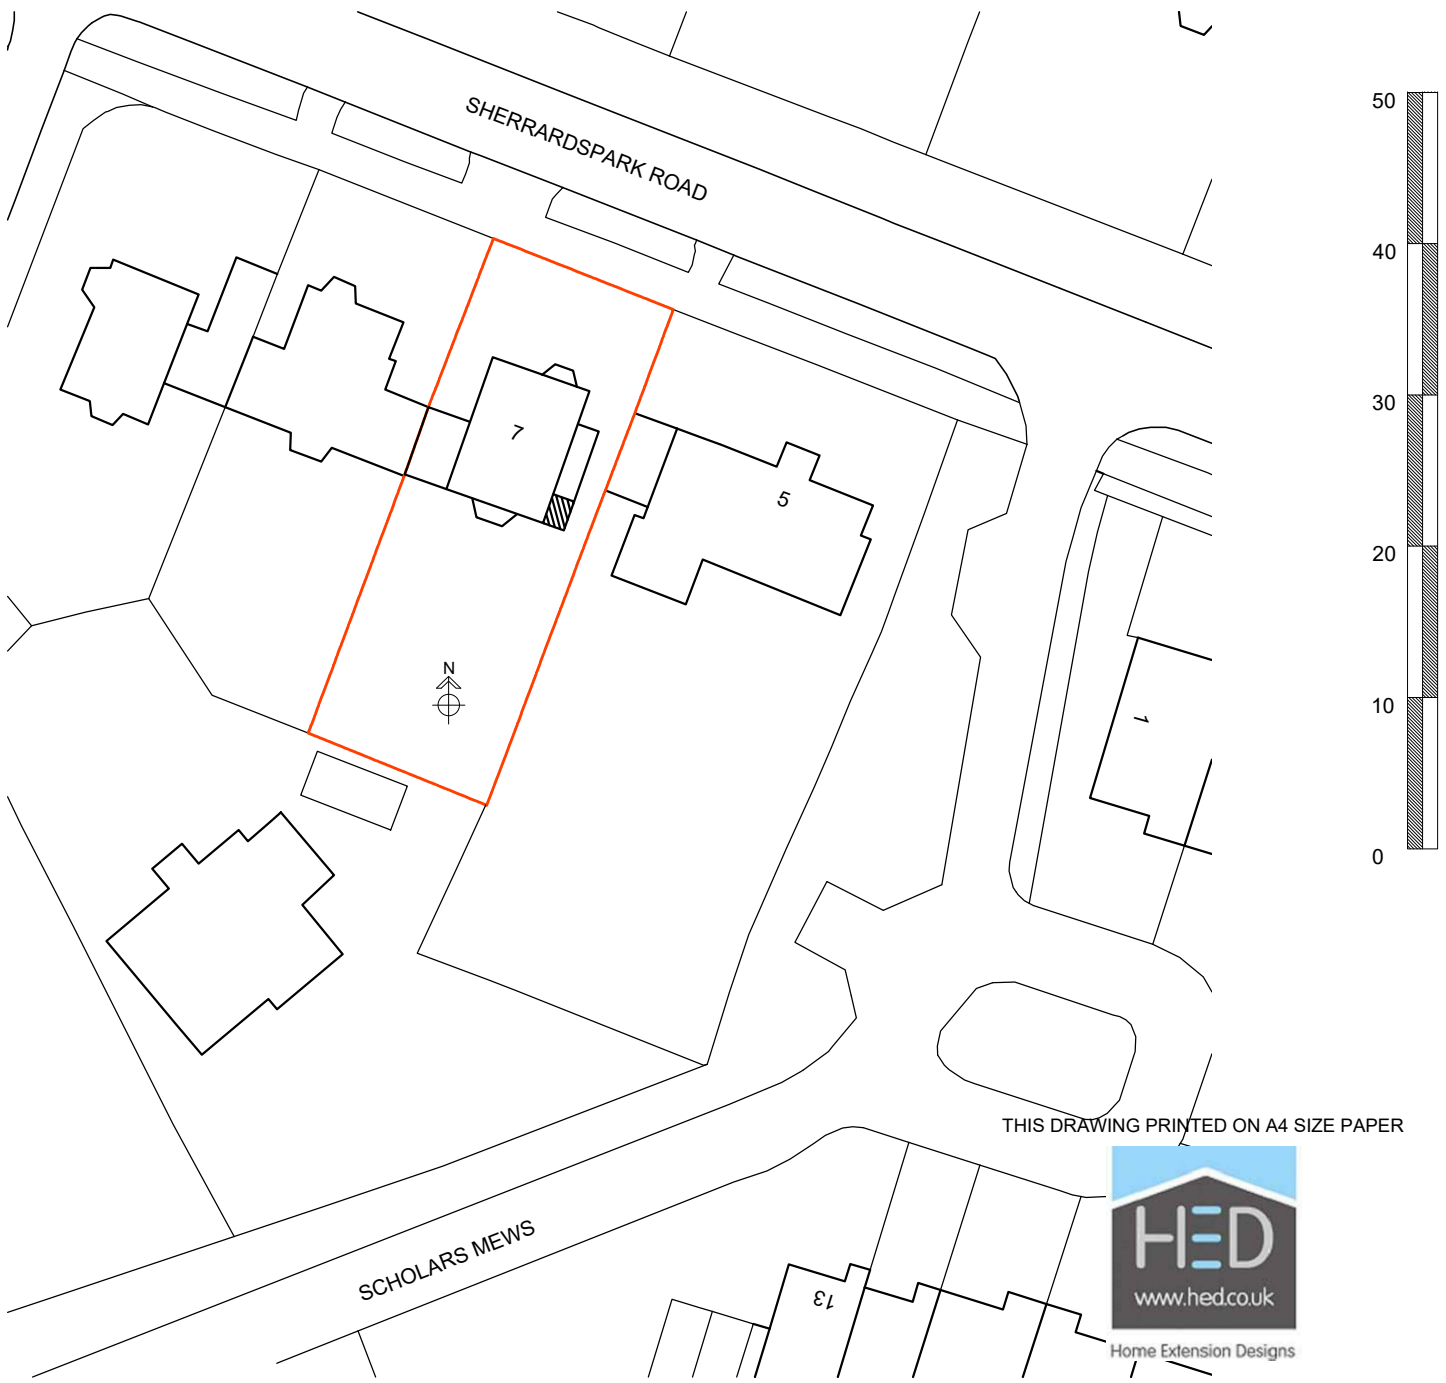 SHERRARDSPARK ROAD
50
40
30
20
10
0
7
5
N
1
THIS DRAWING PRINTED ON A4 SIZE PAPER
HED
www.hed.co.uk
Home Extension Designs
SCHOLARS MEWS
13